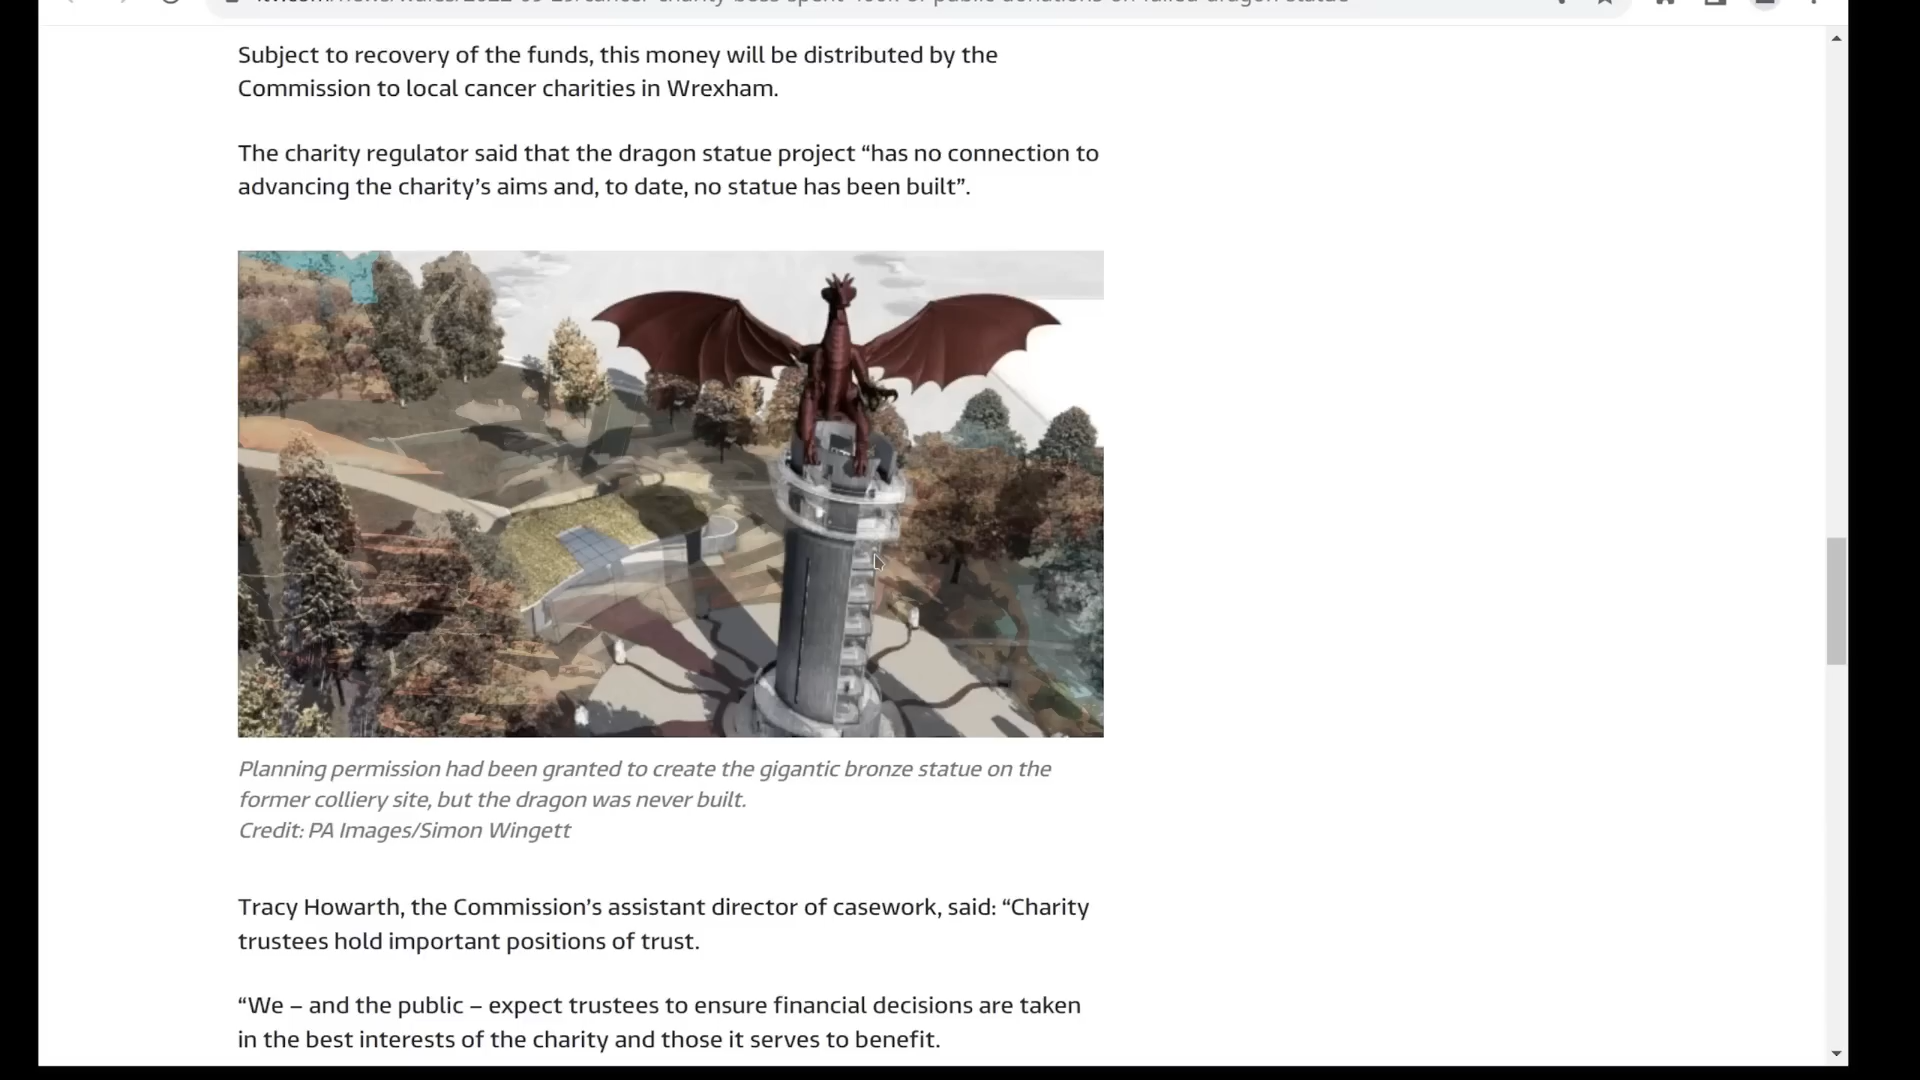 Subject to recovery of the funds, this money will be distributed by the
Commission to local cancer charities in Wrexham.
The charity regulator said that the dragon statue project “has no connection to
advancing the charity’s aims and, to date, no statue has been built”.
Planning permission had been granted to create the gigantic bronze statue on the
former colliery site, but the dragon was never built.
Credit: PA Images/Simon Wingett
Tracy Howarth, the Commission’s assistant director of casework, said: “Charity
trustees hold important positions of trust.
“We – and the public – expect trustees to ensure financial decisions are taken
in the best interests of the charity and those it serves to benefit.